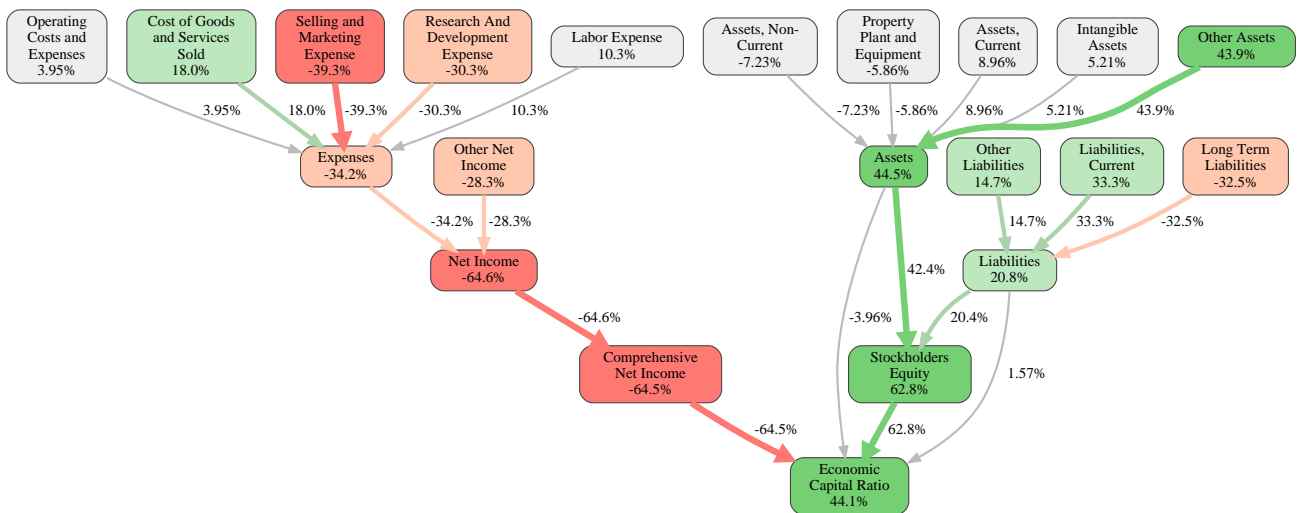 Operating
Costs and
Expenses
3.95%
Cost of Goods
and Services
Sold
18.0%
Selling and
Marketing
Expense
-39.3%
Research And
Development
Expense
-30.3%
Labor Expense
10.3%
Assets, Non-
Current
-7.23%
Property
Plant and
Equipment
-5.86%
Assets,
Current
8.96%
Intangible
Assets
5.21%
Other Assets
43.9%
3.95%
18.0%
-39.3%
-30.3%
10.3%
-7.23%
-5.86%
8.96%
5.21%
43.9%
Expenses
-34.2%
Other Net
Income
-28.3%
Assets
44.5%
Other
Liabilities
14.7%
Liabilities,
Current
33.3%
Long Term
Liabilities
-32.5%
-34.2%
-28.3%
14.7%
33.3%
-32.5%
Net Income
-64.6%
42.4%
Liabilities
20.8%
-64.6%
-3.96%
20.4%
Comprehensive
Net Income
-64.5%
Stockholders
Equity
62.8%
1.57%
-64.5%
62.8%
Economic
Capital Ratio
44.1%